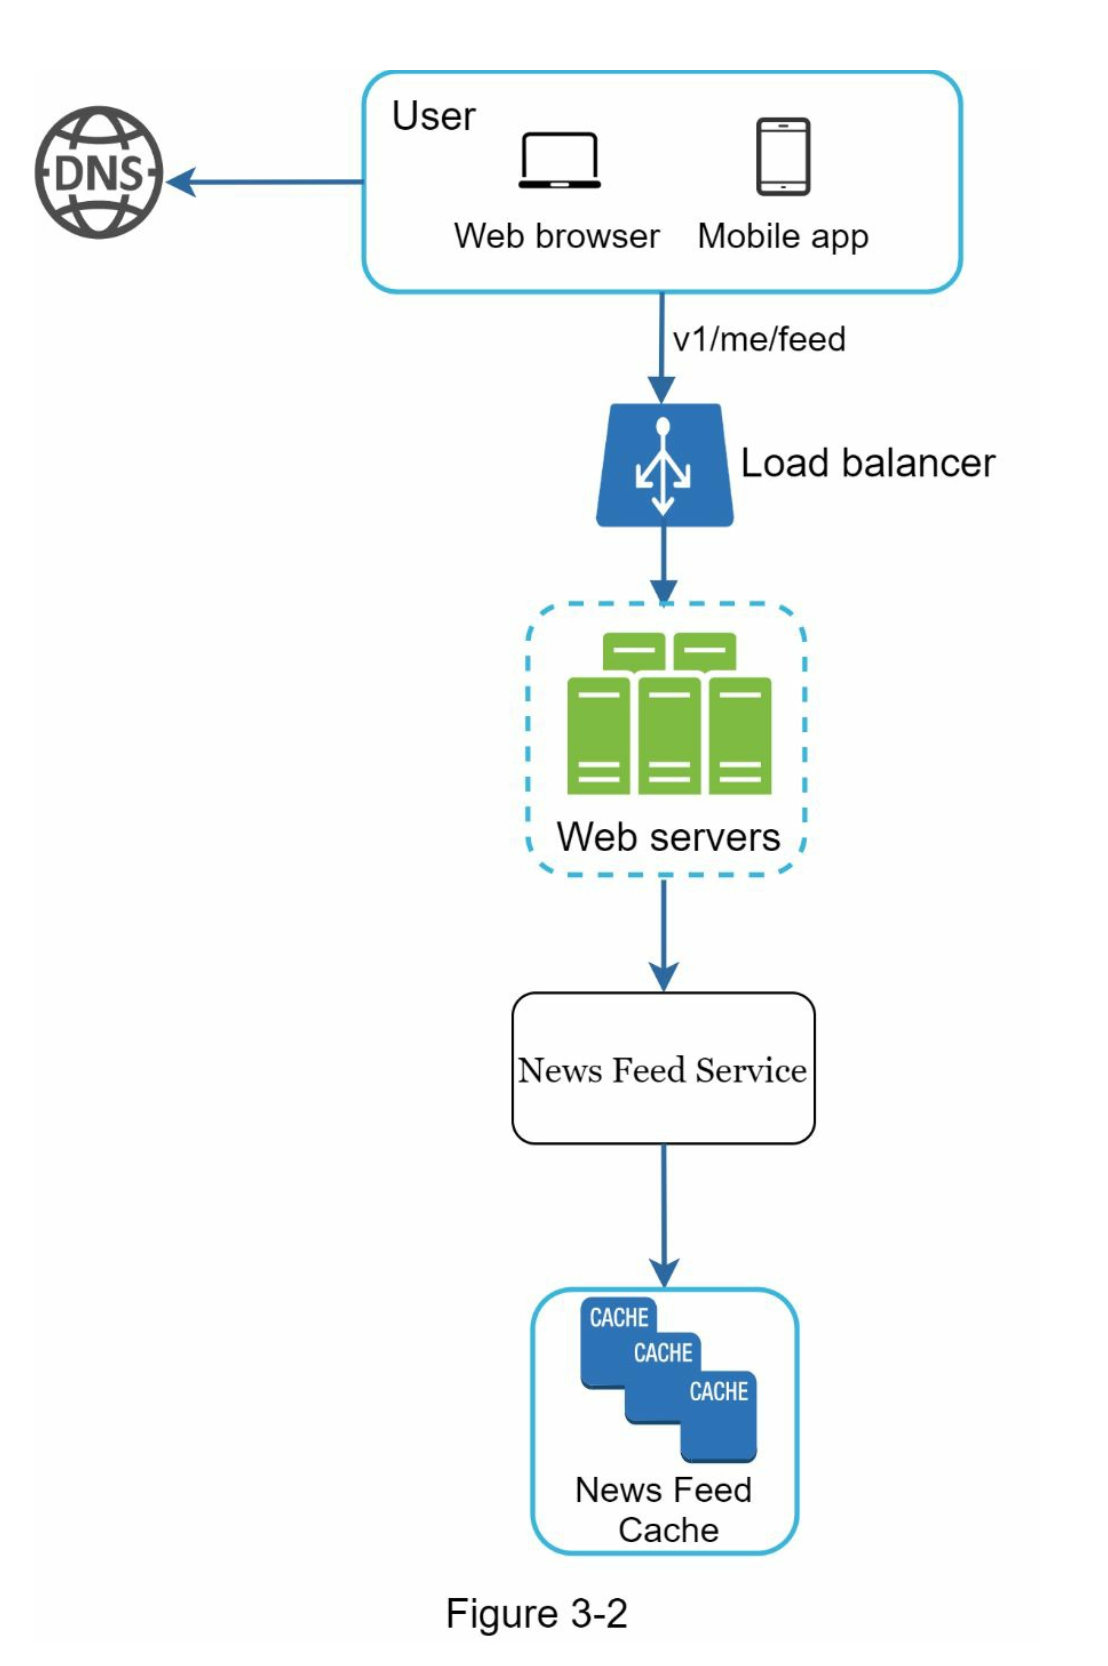 User
DNS
Web browser
Mobile app
v1/me/feed
Load balancer
Web servers
News Feed Service
CACHE
CACHE
CACHE
News Feed
Cache
Figure 3-2